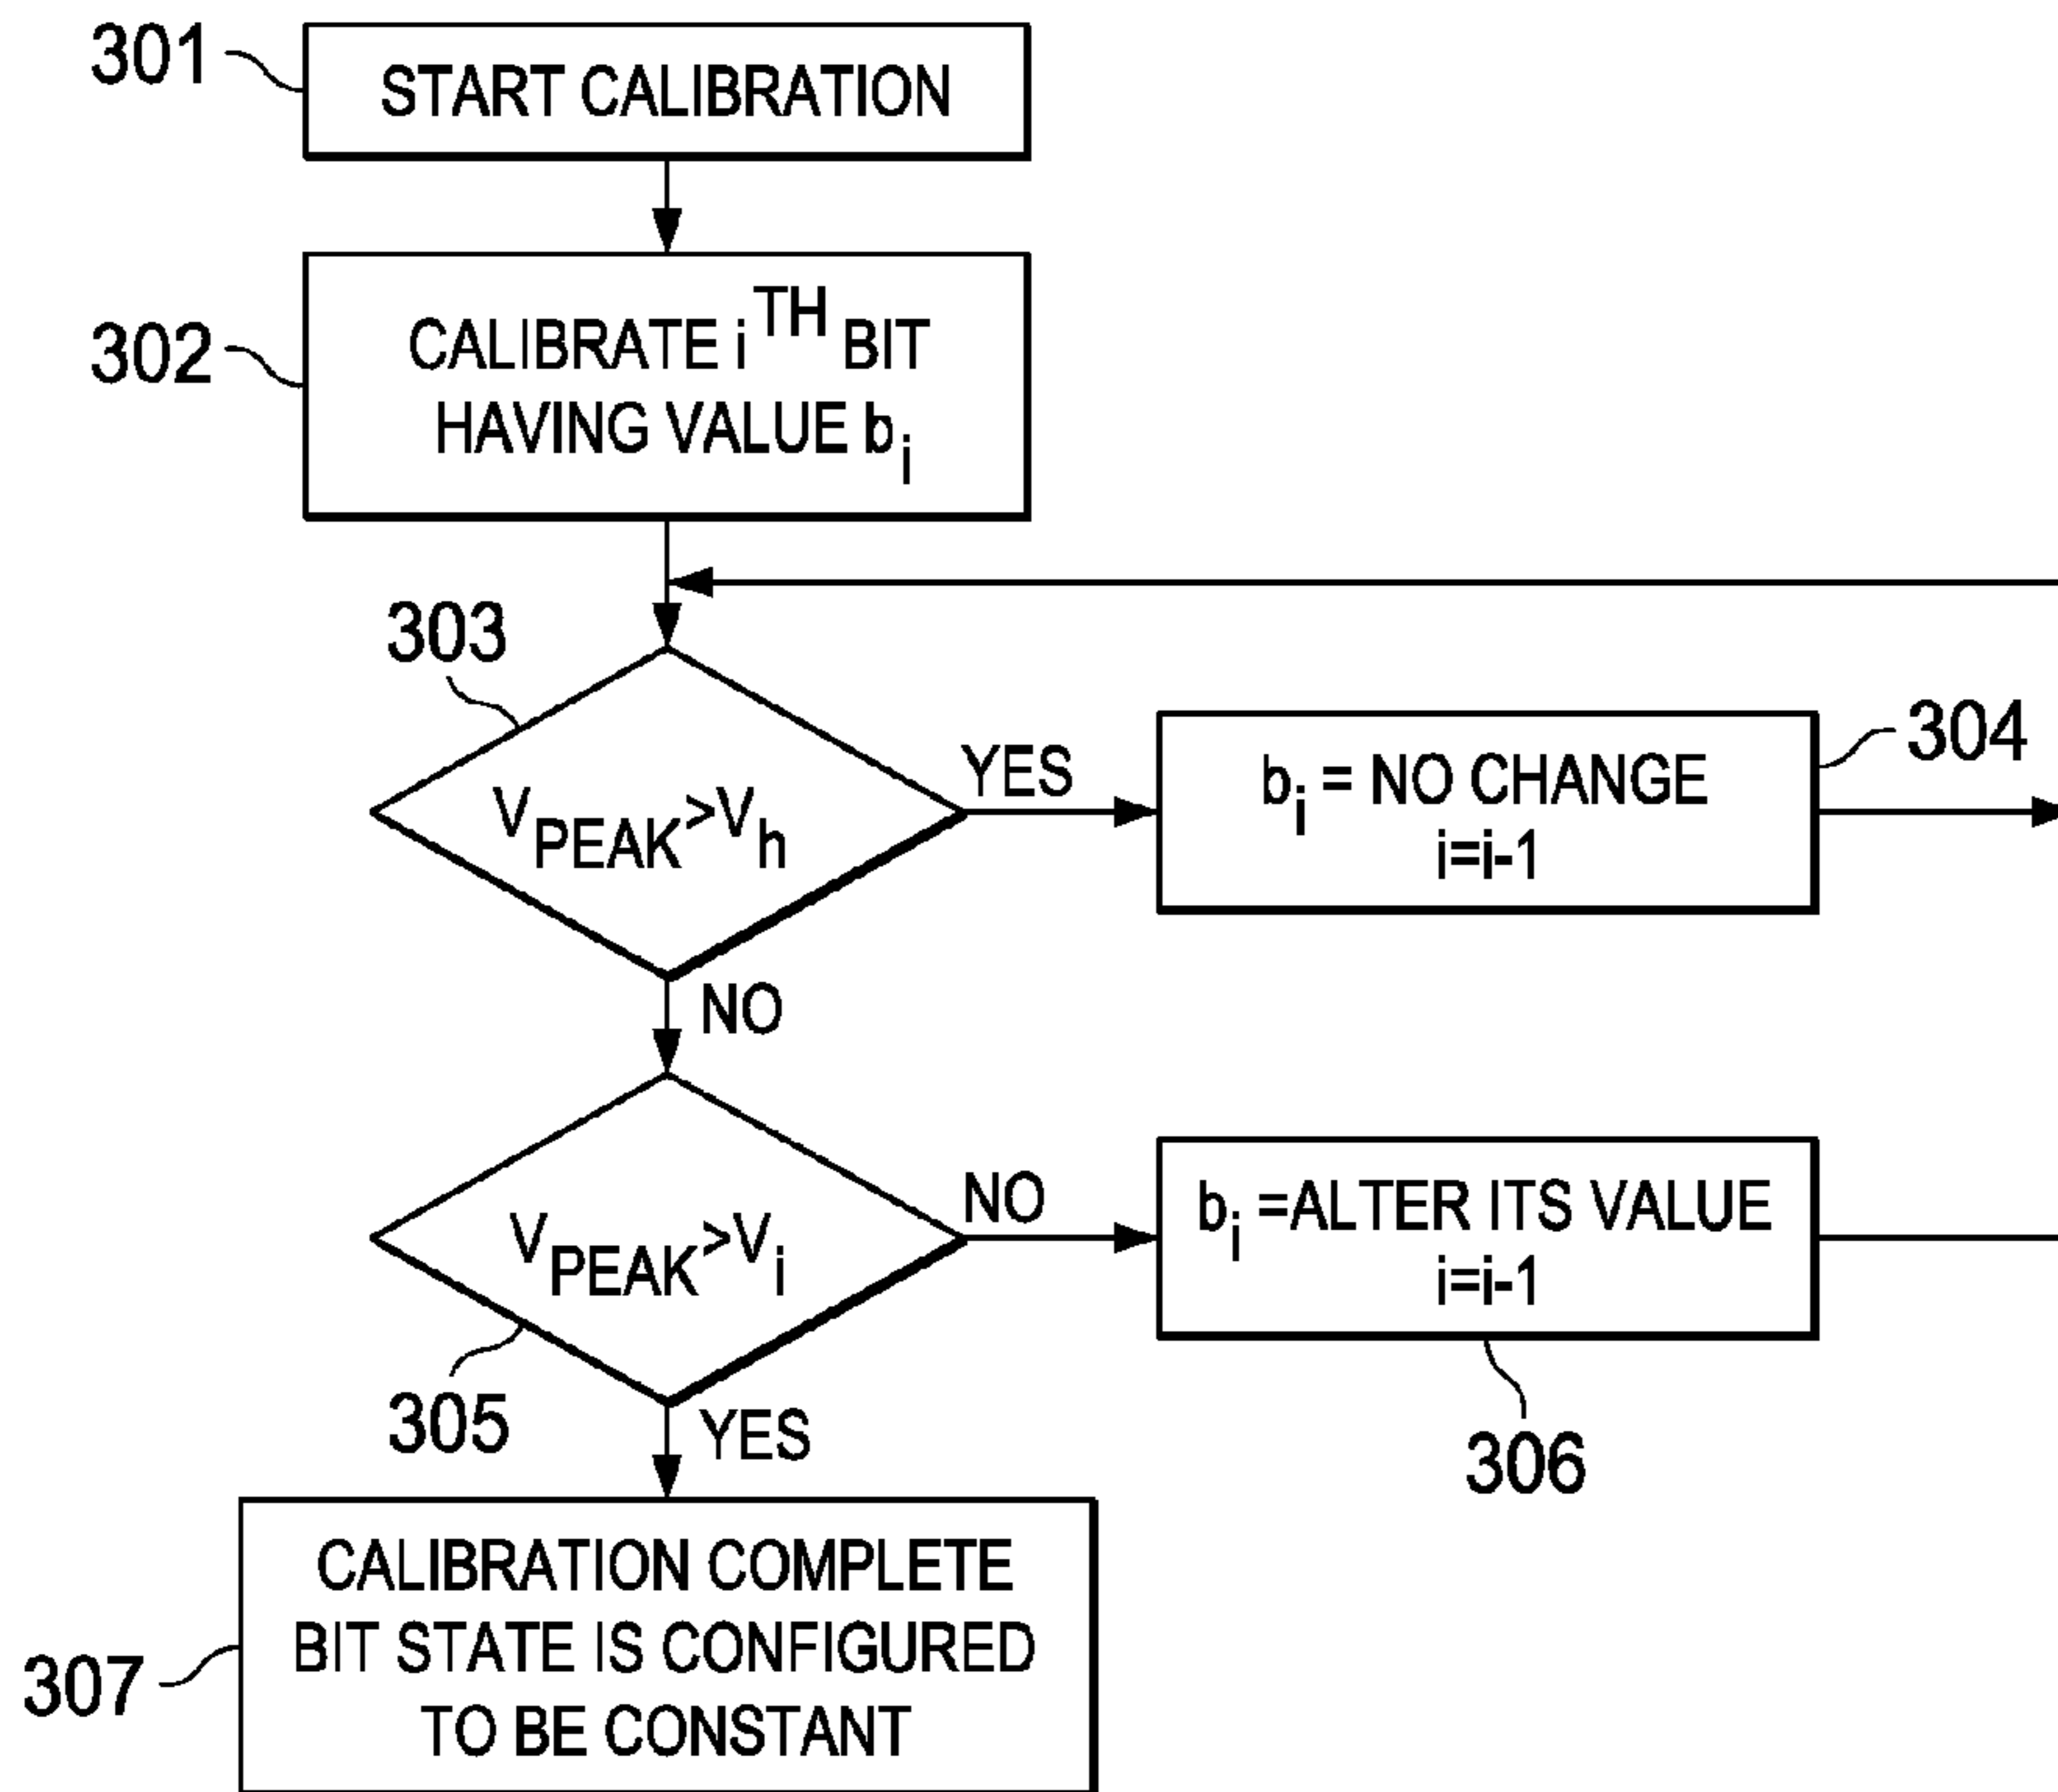 301
START CALIBRATION
302
CALIBRATE i^TH BIT
HAVING VALUE b_i
303
V_PEAK>V_h
YES
b_i = NO CHANGE
i=i-1
304
NO
V_PEAK>V_i
NO
b_i =ALTER ITS VALUE
i=i-1
305
YES
306
CALIBRATION COMPLETE
BIT STATE IS CONFIGURED
TO BE CONSTANT
307